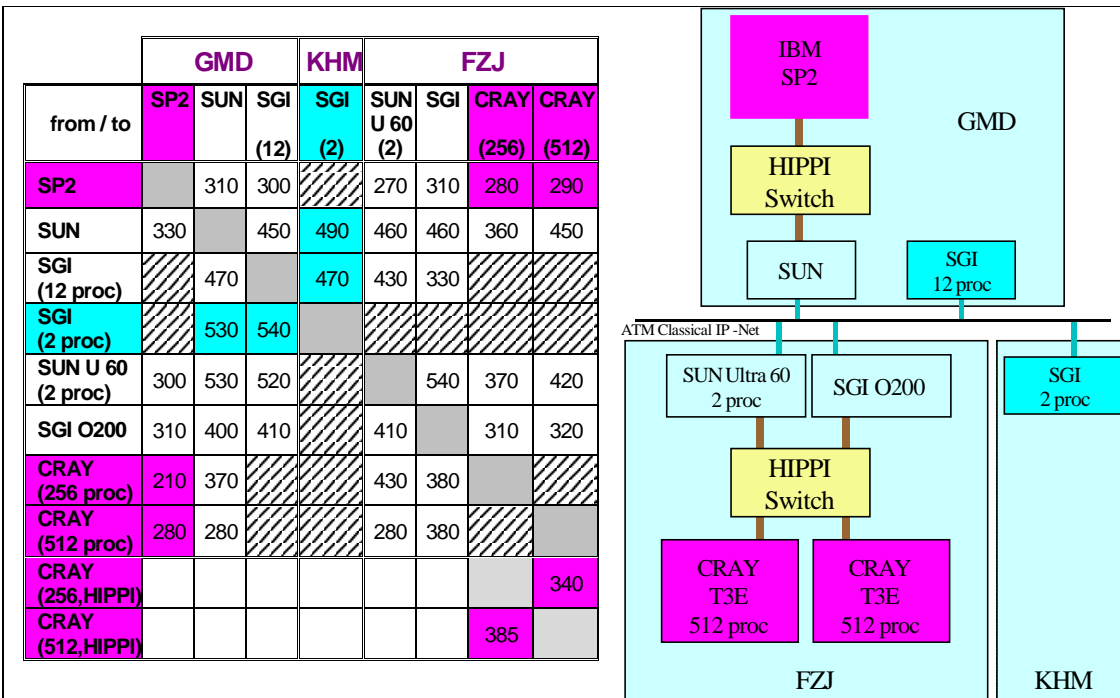 GMD KHM FZJ
from / to SP2 SUN SGI (12) SGI (2) SUN U 60 (2) SGI CRAY (256) CRAY (512)
SP2 310 300 270 310 280 290
SUN 330 450 490 460 460 360 450
SGI (12 proc) 470 470 430 330
SGI (2 proc) 530 540
SUN U 60 (2 proc) 300 530 520 540 370 420
SGI O200 310 400 410 410 310 320
CRAY (256 proc) 210 370 430 380
CRAY (512 proc) 280 280 280 380
CRAY (256,HIPPI) 340
CRAY (512,HIPPI) 385
IBM
SP2
GMD
HIPPI
Switch
SUN
SGI
12 proc
ATM Classical IP -Net
SUN Ultra 60
2 proc
SGI O200
SGI
2 proc
HIPPI
Switch
CRAY
T3E
512 proc
CRAY
T3E
512 proc
FZJ
KHM